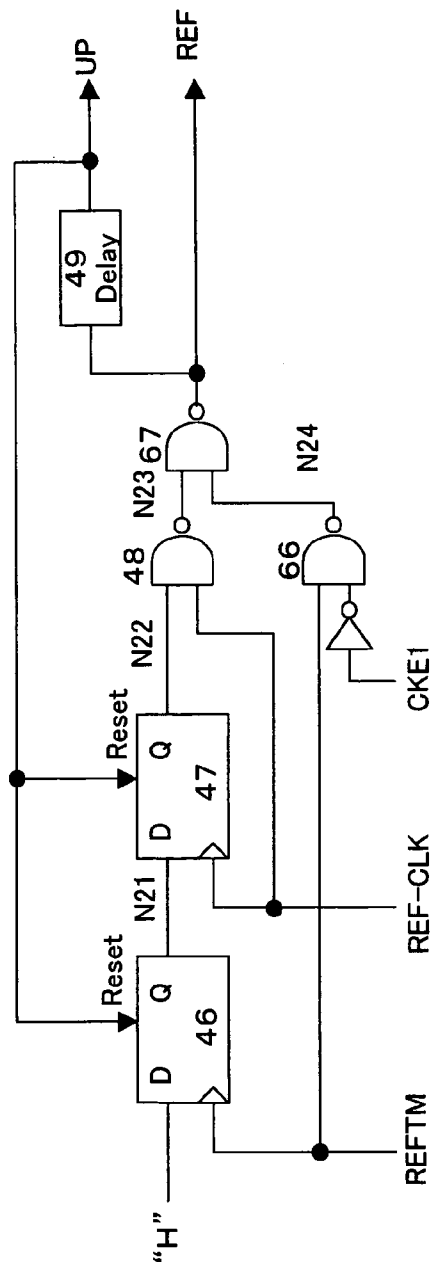 UP
REF
49
Delay
67
N23
N24
48
66
N22
CKE1
Reset
D Q
47
N21
REF-CLK
Reset
D Q
46
REFTM
“H”